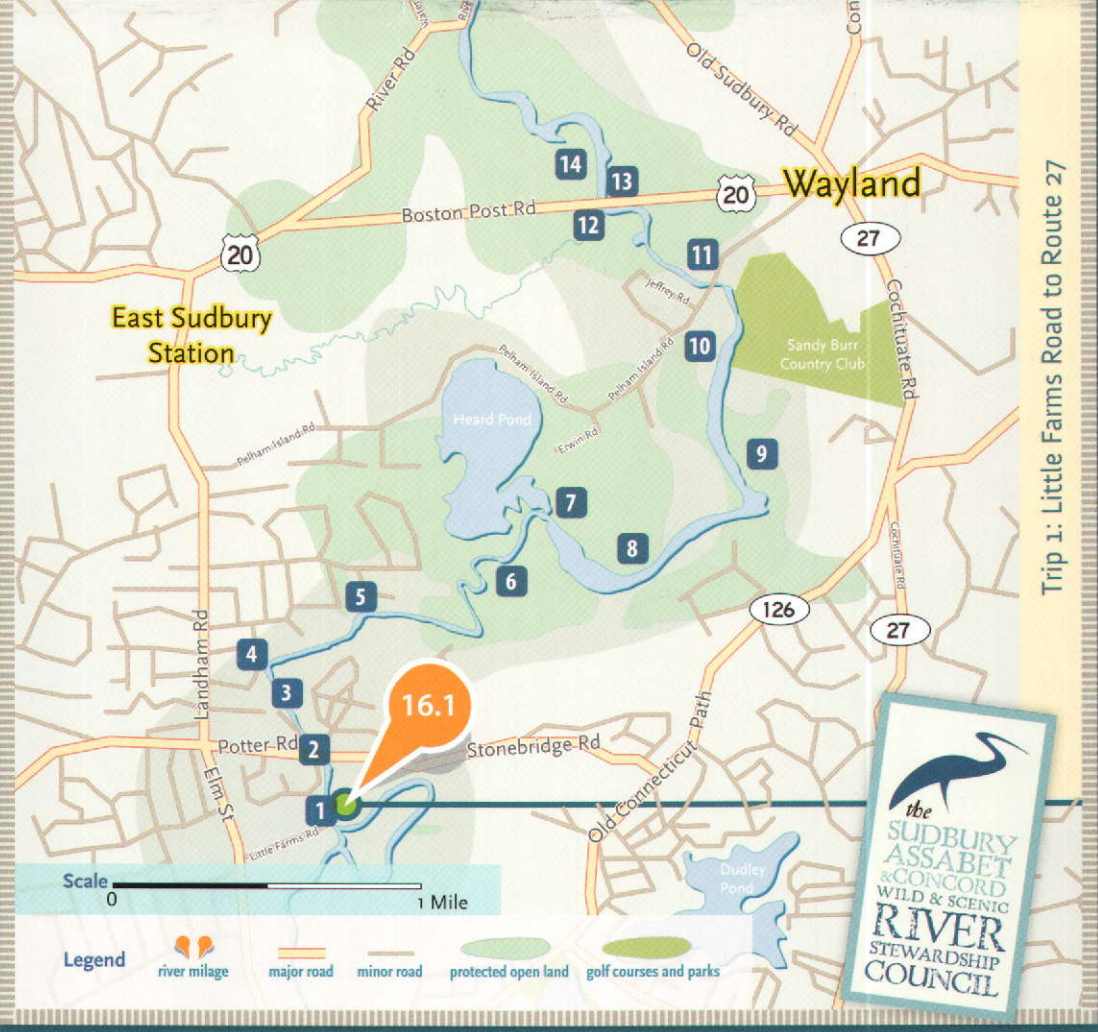 River Rd
Old Sudbury Rd
14
13
20
Wayland
Boston Post Rd
12
27
20
11
Jeffrey Rd
East Sudbury
Station
10
Sandy Burr
Country Club
Cochituate Rd
Pelham Island Rd
Pelham Island Rd
Heard Pond
Erwin Rd
Pelham Island Rd
9
7
8
6
Cochituate Rd
5
126
27
4
Landham Rd
3
16.1
Potter Rd
2
Stonebridge Rd
Old Connecticut Path
Elm St
1
Little Farms Rd
Dudley
Pond
Trip 1: Little Farms Road to Route 27
the
SUDBURY
ASSABET
& CONCORD
WILD & SCENIC
RIVER
STEWARDSHIP
COUNCIL
Scale
0
1 Mile
Legend
river milage
major road
minor road
protected open land
golf courses and parks